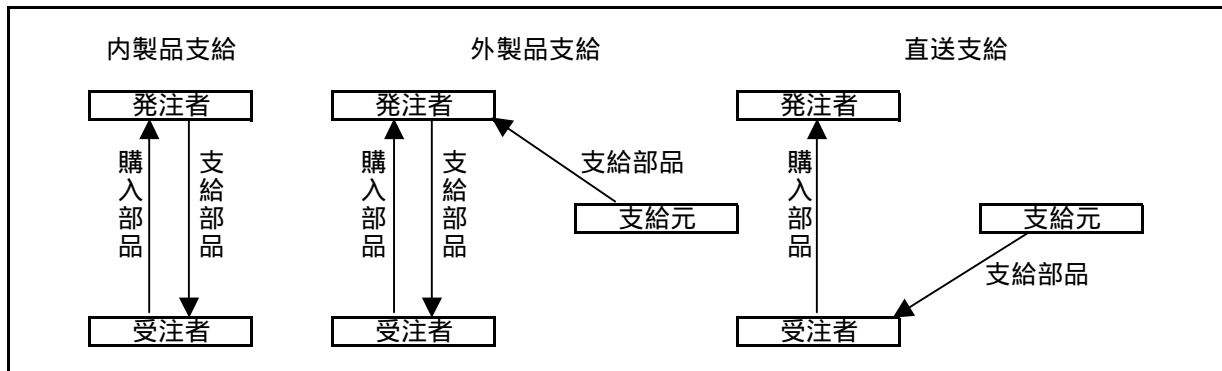 内製品支給
外製品支給
直送支給
発注者
発注者
発注者
購入部品
支給部品
購入部品
支給部品
支給部品
購入部品
支給元
支給元
支給部品
受注者
受注者
受注者